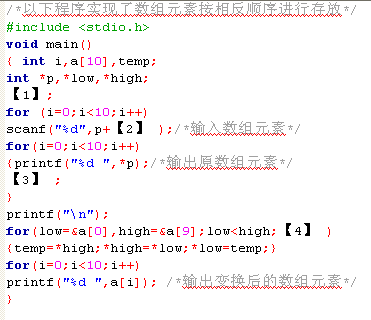 /*以下程序实现了数组元素按相反顺序进行存放*/
#include <stdio.h>
void main()
{ int i,a[10],temp;
int *p,*low,*high;
【1】;
for (i=0;i<10;i++)
scanf("%d",p+【2】 );/*输入数组元素*/
for(i=0;i<10;i++)
{printf("%d ",*p);/*输出原数组元素*/
【3】 ;
}
printf("\n");
for(low=&a[0],high=&a[9];low<high;【4】 )
{temp=*high;*high=*low;*low=temp;}
for(i=0;i<10;i++)
printf("%d ",a[i]); /*输出变换后的数组元素*/
}